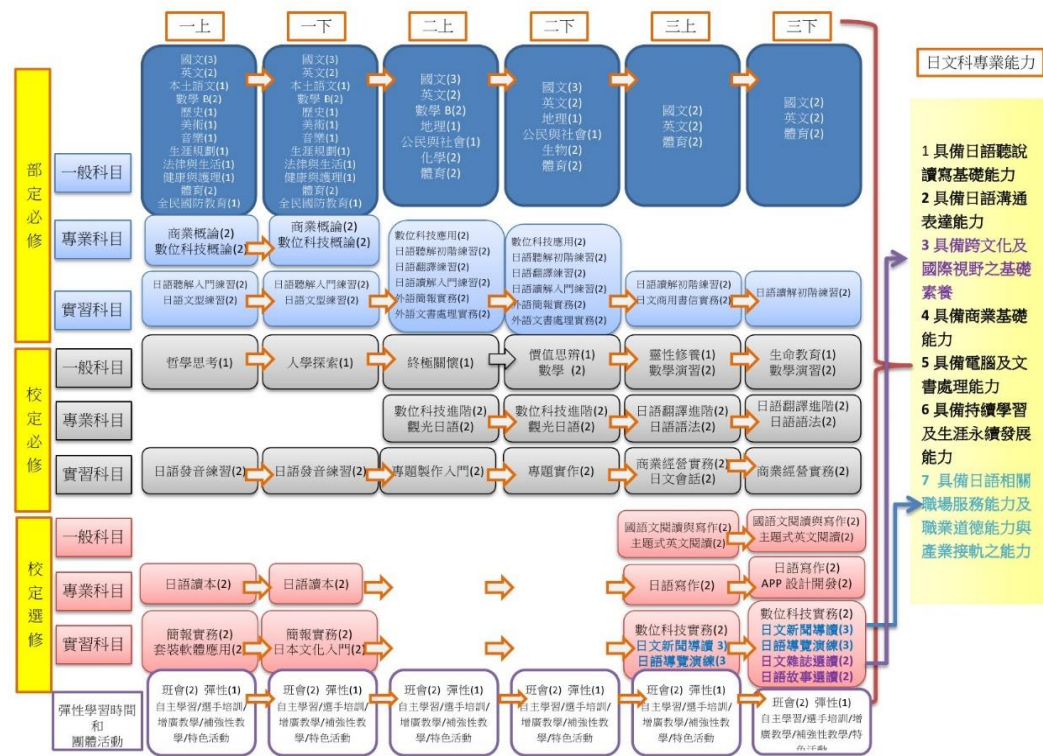 一上
一下
二上
二下
三上
三下
日文科專業能力
部定必修
一般科目
國文(3)
英文(2)
本土語文(1)
數學 B(2)
歷史(1)
美術(1)
音樂(1)
生涯規劃(1)
法律與生活(1)
健康與護理(1)
體育(2)
全民國防教育(1)
國文(3)
英文(2)
本土語文(1)
數學 B(2)
歷史(1)
美術(1)
音樂(1)
生涯規劃(1)
法律與生活(1)
健康與護理(1)
體育(2)
全民國防教育(1)
國文(3)
英文(2)
數學 B(2)
地理(1)
公民與社會(1)
化學(2)
體育(2)
國文(3)
英文(2)
地理(1)
公民與社會(1)
生物(2)
體育(2)
國文(2)
英文(2)
體育(2)
國文(2)
英文(2)
體育(2)
專業科目
商業概論(2)
數位科技概論(2)
商業概論(2)
數位科技概論(2)
實習科目
日語聽解入門練習(2)
日語文型練習(2)
日語聽解入門練習(2)
日語文型練習(2)
數位科技應用(2)
日語聽解初階練習(2)
日語翻譯練習(2)
日語讀解入門練習(2)
外語簡報實務(2)
外語文書處理實務(2)
數位科技應用(2)
日語聽解初階練習(2)
日語翻譯練習(2)
日語讀解入門練習(2)
外語簡報實務(2)
外語文書處理實務(2)
日語讀解初階練習(2)
日文商用書信實務(2)
日語讀解初階練習(2)
校定必修
一般科目
哲學思考(1)
人學探索(1)
終極關懷(1)
價值思辨(1)
數學 (2)
靈性修養(1)
數學演習(2)
生命教育(1)
數學演習(2)
專業科目
數位科技進階(2)
觀光日語(2)
數位科技進階(2)
觀光日語(2)
日語翻譯進階(2)
日語語法(2)
日語翻譯進階(2)
日語語法(2)
實習科目
日語發音練習(2)
日語發音練習(2)
專題製作入門(2)
專題實作(2)
商業經營實務(2)
日文會話(2)
商業經營實務(2)
校定選修
一般科目
國語文閱讀與寫作(2)
主題式英文閱讀(2)
國語文閱讀與寫作(2)
主題式英文閱讀(2)
專業科目
日語讀本(2)
日語讀本(2)
日語寫作(2)
日語寫作(2)
APP 設計開發(2)
實習科目
簡報實務(2)
套裝軟體應用(2)
簡報實務(2)
日本文化入門(2)
數位科技實務(2)
日文新聞導讀 3)
日語導覽演練(3
數位科技實務(2)
日文新聞導讀(3)
日語導覽演練(3)
日文雜誌選讀(2)
日語故事選讀(2)
彈性學習時間
和
團體活動
班會(2) 彈性(1)
自主學習/選手培訓/
增廣教學/補強性教
學/特色活動
班會(2) 彈性(1)
自主學習/選手培訓/
增廣教學/補強性教
學/特色活動
班會(2) 彈性(1)
自主學習/選手培訓/
增廣教學/補強性教
學/特色活動
班會(2) 彈性(1)
自主學習/選手培訓/
增廣教學/補強性教
學/特色活動
班會(2) 彈性(1)
自主學習/選手培訓/
增廣教學/補強性教
學/特色活動
班會(2) 彈性(1)
自主學習/選手培訓/增
廣教學/補強性教學/特
色活動
1 具備日語聽說
讀寫基礎能力
2 具備日語溝通
表達能力
3 具備跨文化及
國際視野之基礎
素養
4 具備商業基礎
能力
5 具備電腦及文
書處理能力
6 具備持續學習
及生涯永續發展
能力
7 具備日語相關
職場服務能力及
職業道德能力與
產業接軌之能力